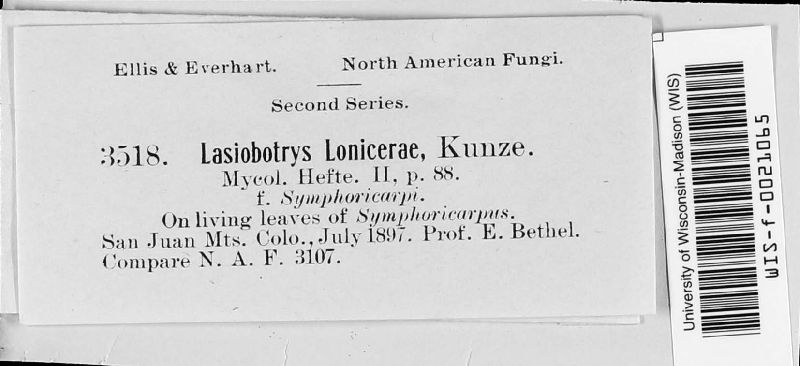 Ellis & Everhart. North American Fungi.
Second Series.
3518. Lasiobotrys Lonicerae, Kunze.
Mycol. Hefte. II, p. 88.
f. Symphoricarpi.
On living leaves of Symphoricarpus.
San Juan Mts. Colo., July 1897. Prof. E. Bethel.
Compare N. A. F. 3107.
University of Wisconsin-Madison (WIS)
WIS-f-0021065